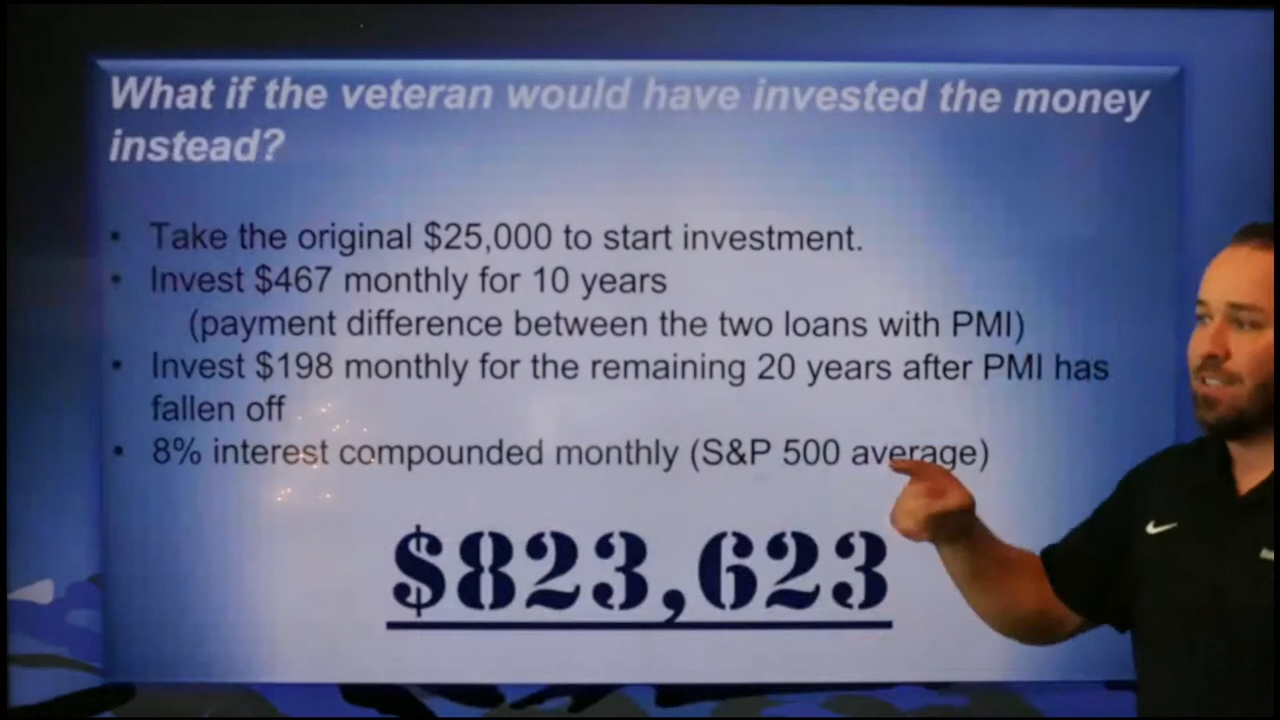 What if the veteran would have invested the money
instead?
• Take the original $25,000 to start investment.
• Invest $467 monthly for 10 years
(payment difference between the two loans with PMI)
• Invest $198 monthly for the remaining 20 years after PMI has
fallen off
• 8% interest compounded monthly (S&P 500 average)
$823,623